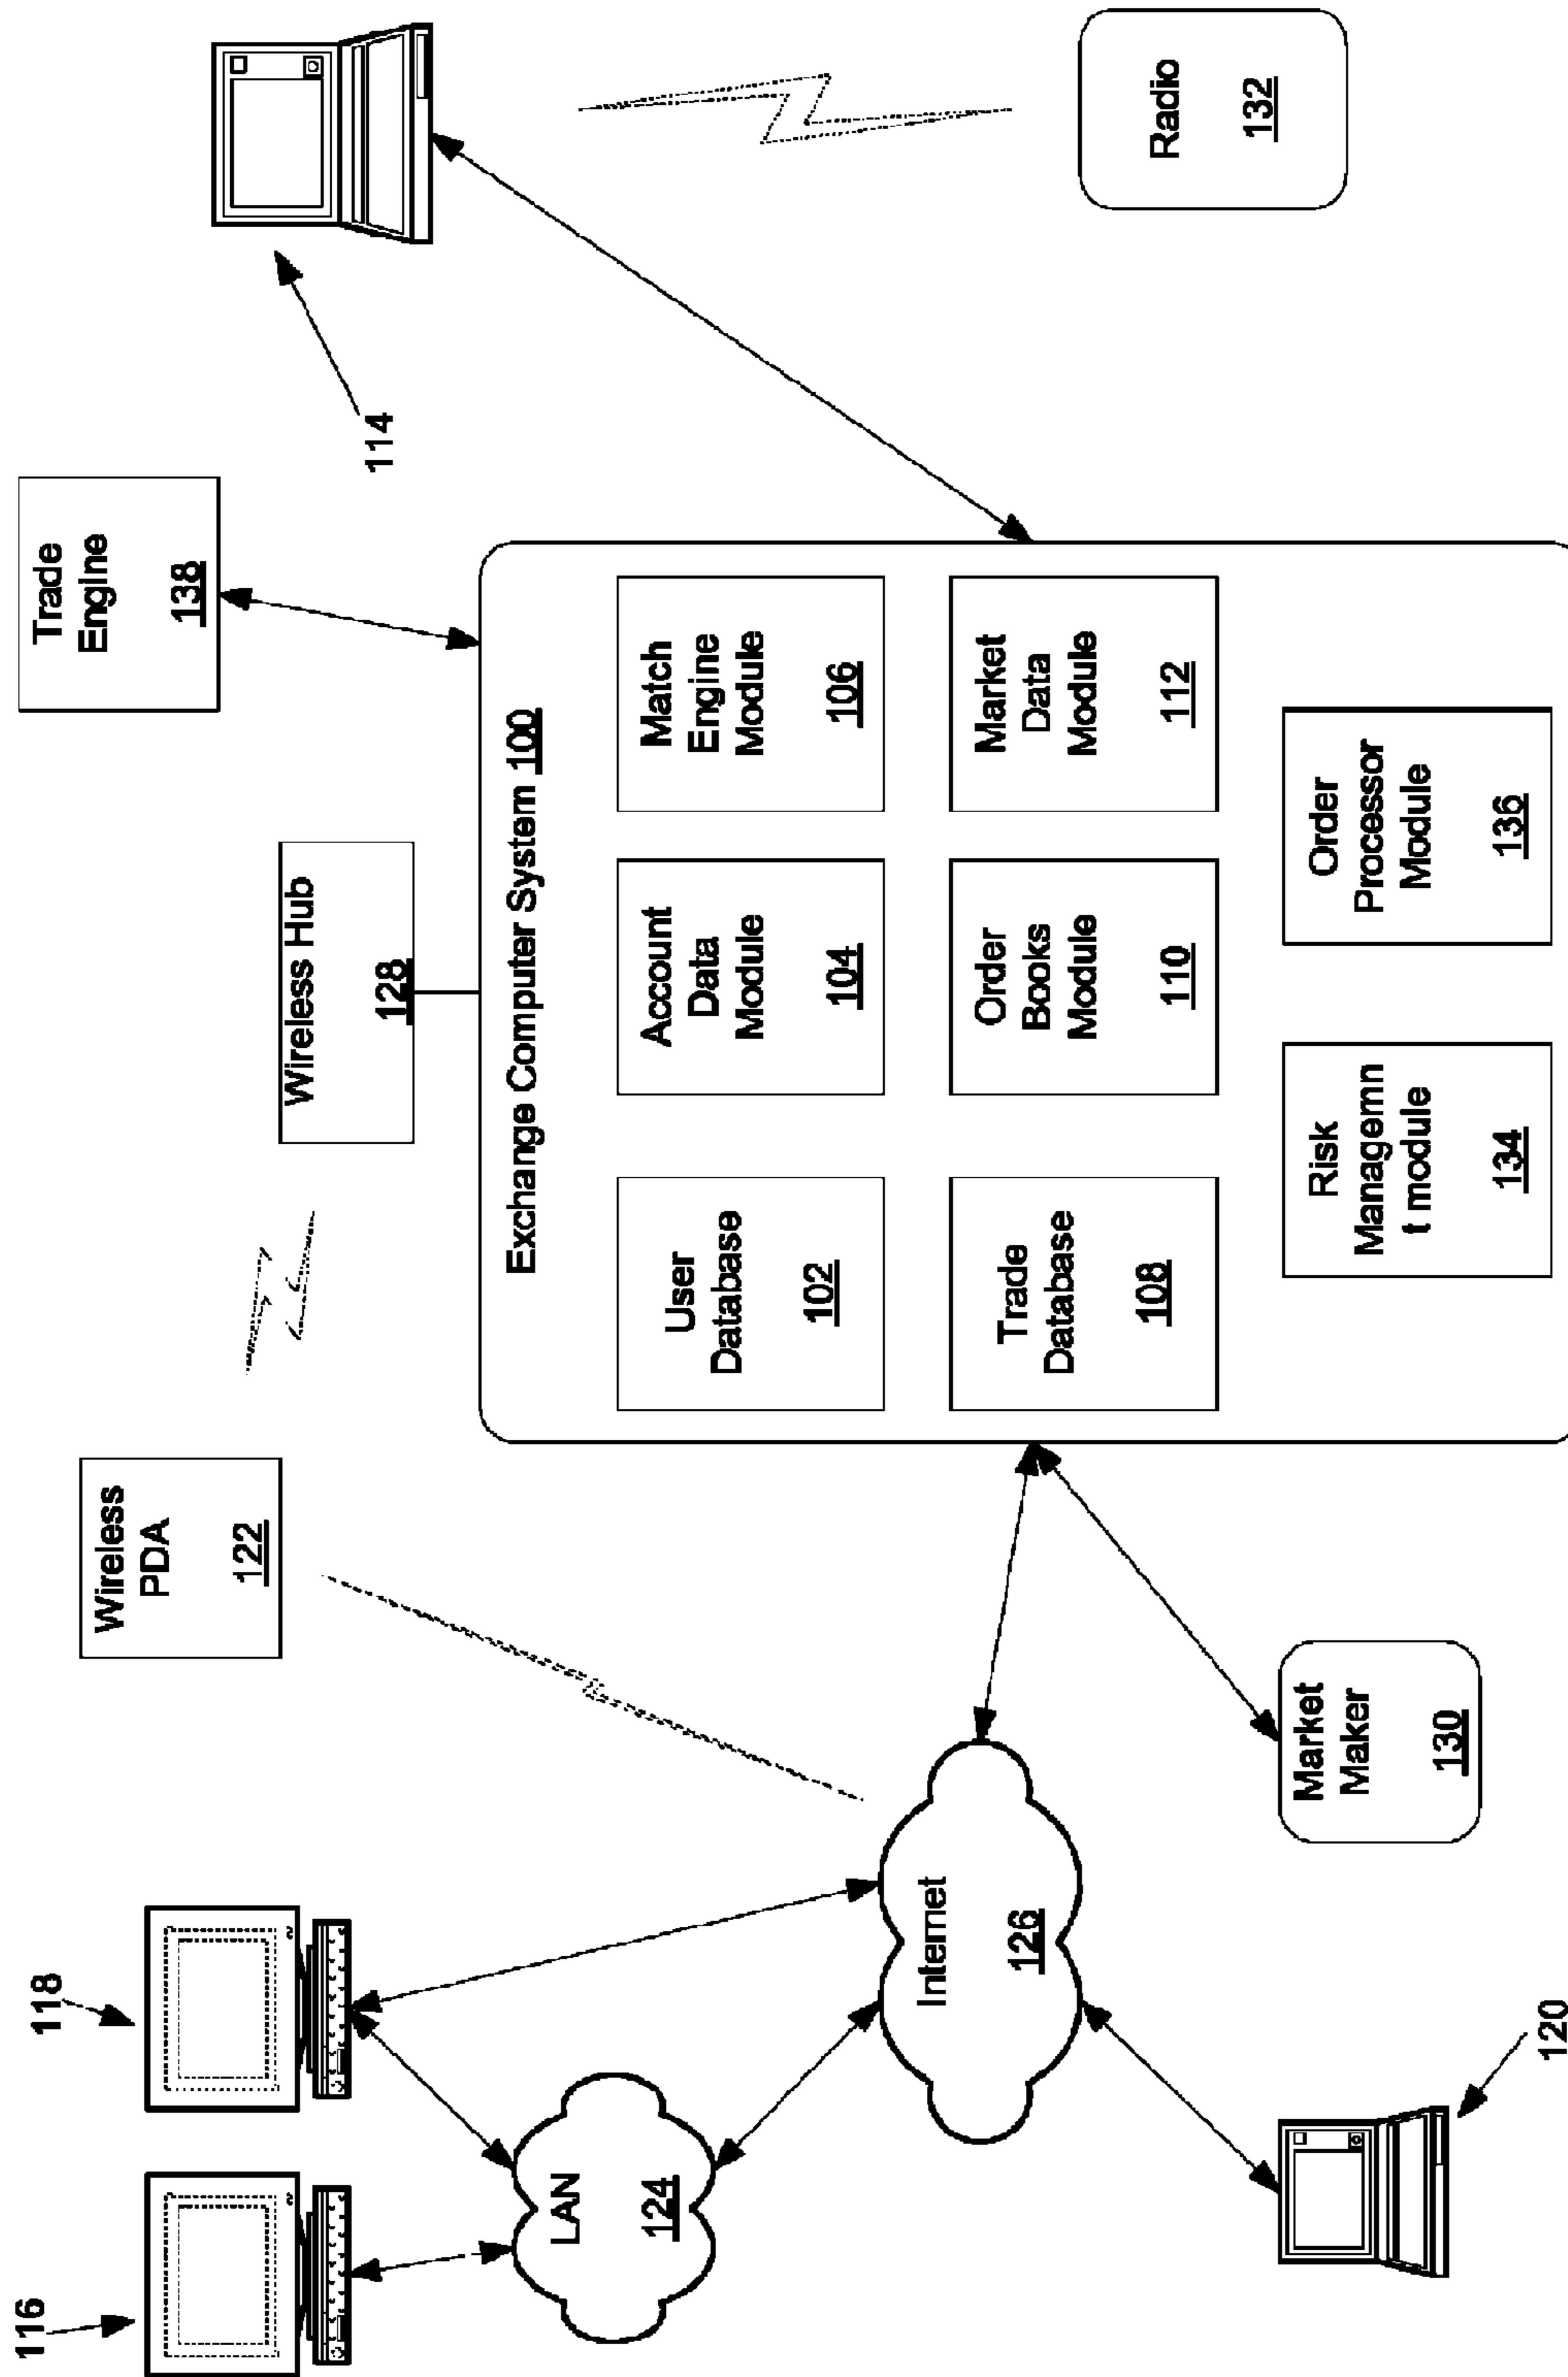 116
118
Wireless
PDA
122
Wireless Hub
128
Trade
Engine
138
114
LAN
124
Internet
126
Exchange Computer System 100
User
Database
102
Account
Data
Module
104
Match
Engine
Module
106
Trade
Database
108
Order
Books
Module
110
Market
Data
Module
112
Risk
Managemn
t module
134
Order
Processor
Module
136
120
Market
Maker
130
Radio
132